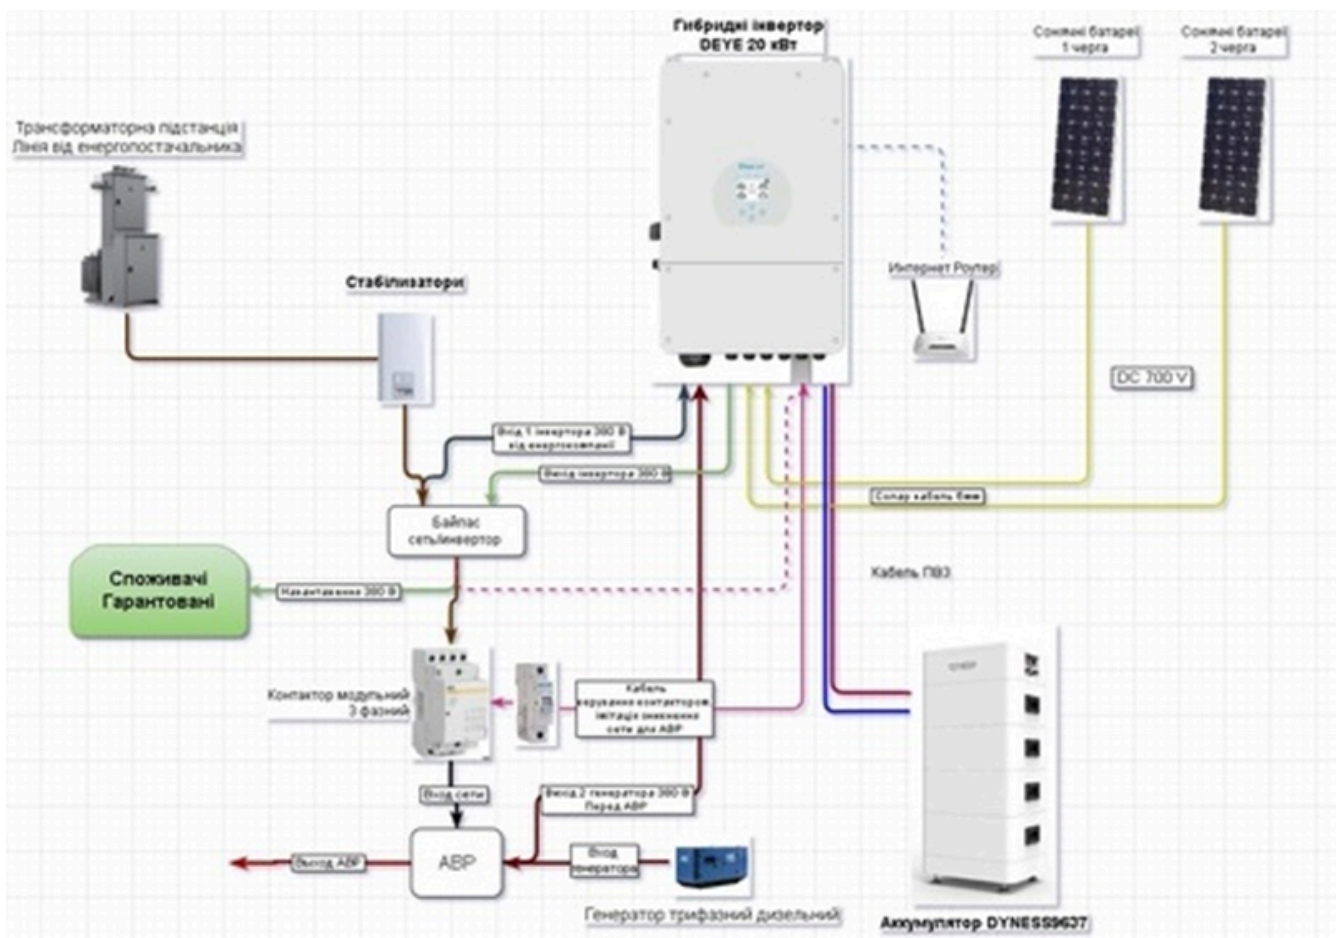 Гибридні інвертор
DEYE 20 кВт
Сонячні батареї
1 черга
Сонячні батареї
2 черга
Трансформаторна підстанція
Лінія від енергопостачальника
Стабілизатори
Интернет Роутер
DC 700 V
Вхід 1 інвертора 380 В
від енергокомпанії
Вихід інвертора 380 В
Солар кабель 6мм
Байпас
сеть/инвертор
Споживачі
Гарантовані
Навантаження 380 В
Кабель ПВЗ
Контактор модульний
3 фазний
Кабель
керування контактором,
імітація зникнення
сети для АВР
Вход сети
Вихід 2 генератора 380 В
Перед АВР
Выход АВР
АВР
Вход
генератора
Генератор трифазний дизельний
Аккумулятор DYNESS9637